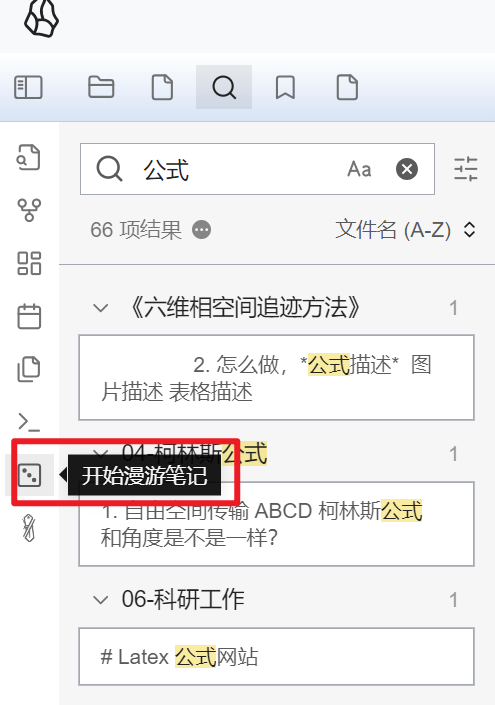 公式
Aa
66 项结果
文件名 (A-Z)
《六维相空间追迹方法》
1
2. 怎么做，*公式描述* 图
片描述 表格描述
04-柯林斯公式
1
开始漫游笔记
1. 自由空间传输 ABCD 柯林斯公式
和角度是不是一样？
06-科研工作
1
# Latex 公式网站